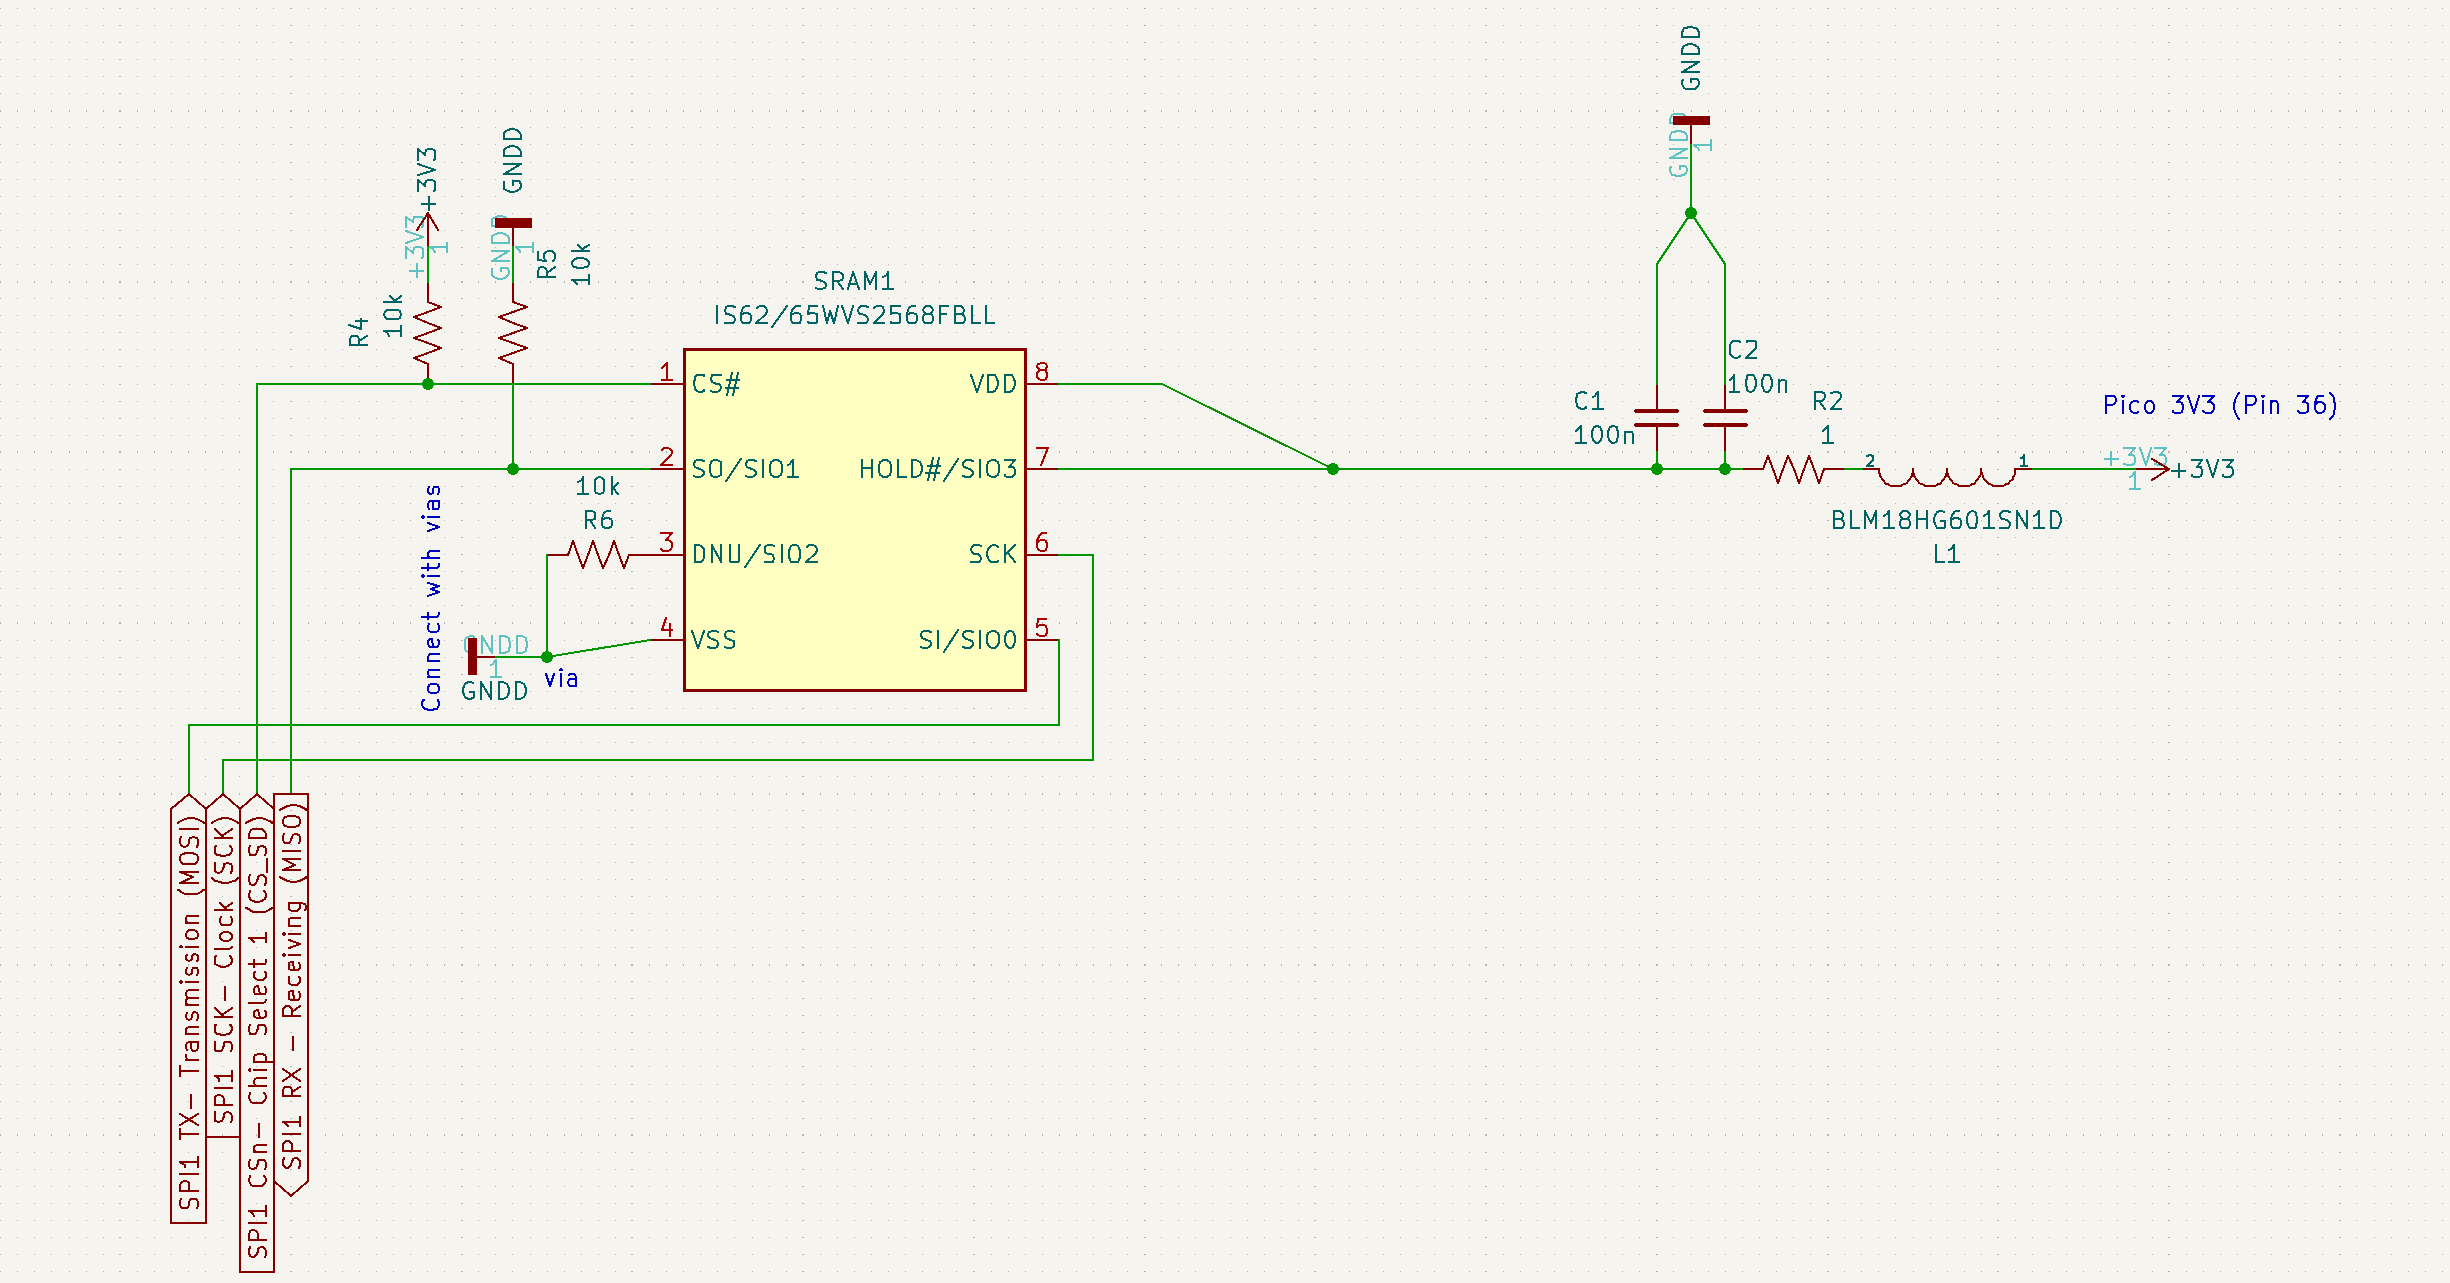 GNDD
GNDD
1
+3V3
+3V3
1
GNDD
GNDD
1
R4
10k
R5
10k
SRAM1
IS62/65WVS2568FBLL
1
CS#
VDD
8
2
SO/SIO1
HOLD#/SIO3
7
10k
R6
3
DNU/SIO2
SCK
6
4
VSS
SI/SIO0
5
Connect with vias
GNDD
1
GNDD
via
C1
100n
C2
100n
R2
1
2
1
BLM18HG601SN1D
L1
Pico 3V3 (Pin 36)
+3V3
1
+3V3
SPI1 TX- Transmission (MOSI)
SPI1 SCK- Clock (SCK)
SPI1 CSn- Chip Select 1 (CS_SD)
SPI1 RX - Receiving (MISO)